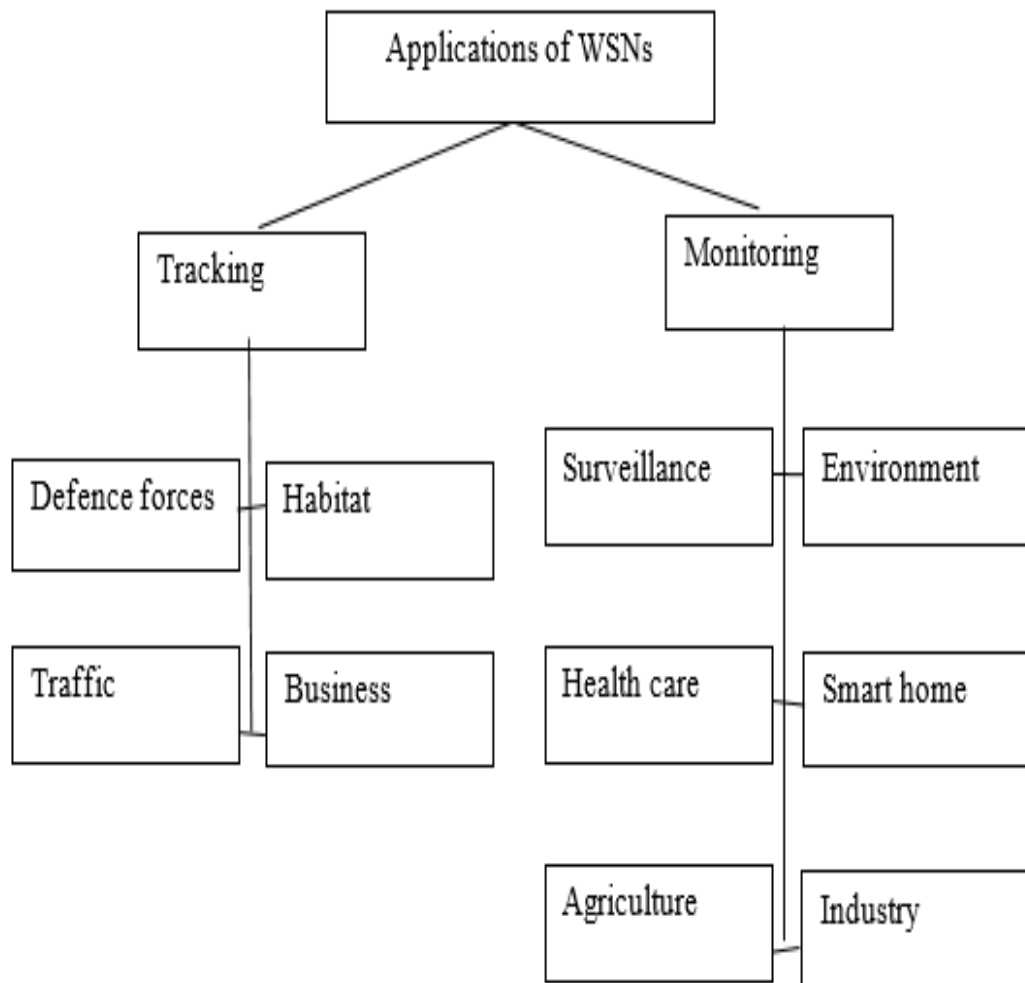 Applications of WSNs
Tracking
Monitoring
Defence forces
Habitat
Surveillance
Environment
Traffic
Business
Health care
Smart home
Agriculture
Industry